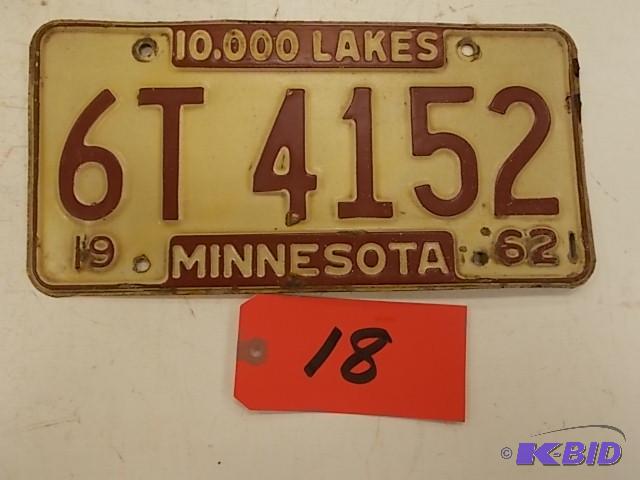 10.000 LAKES
6T 4152
19 62
MINNESOTA
18
© K-BID